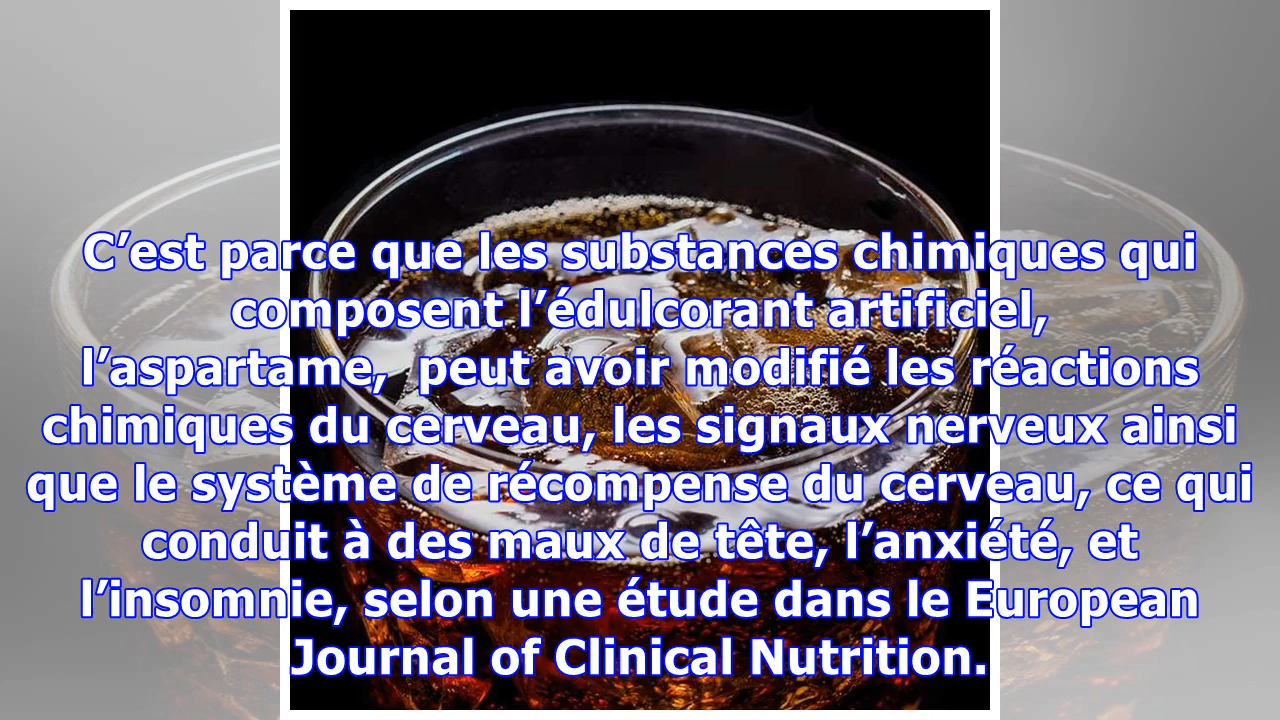 C’est parce que les substances chimiques qui
composent l’édulcorant artificiel,
l’aspartame,  peut avoir modifié les réactions
chimiques du cerveau, les signaux nerveux ainsi
que le système de récompense du cerveau, ce qui
conduit à des maux de tête, l’anxiété, et
l’insomnie, selon une étude dans le European
Journal of Clinical Nutrition.